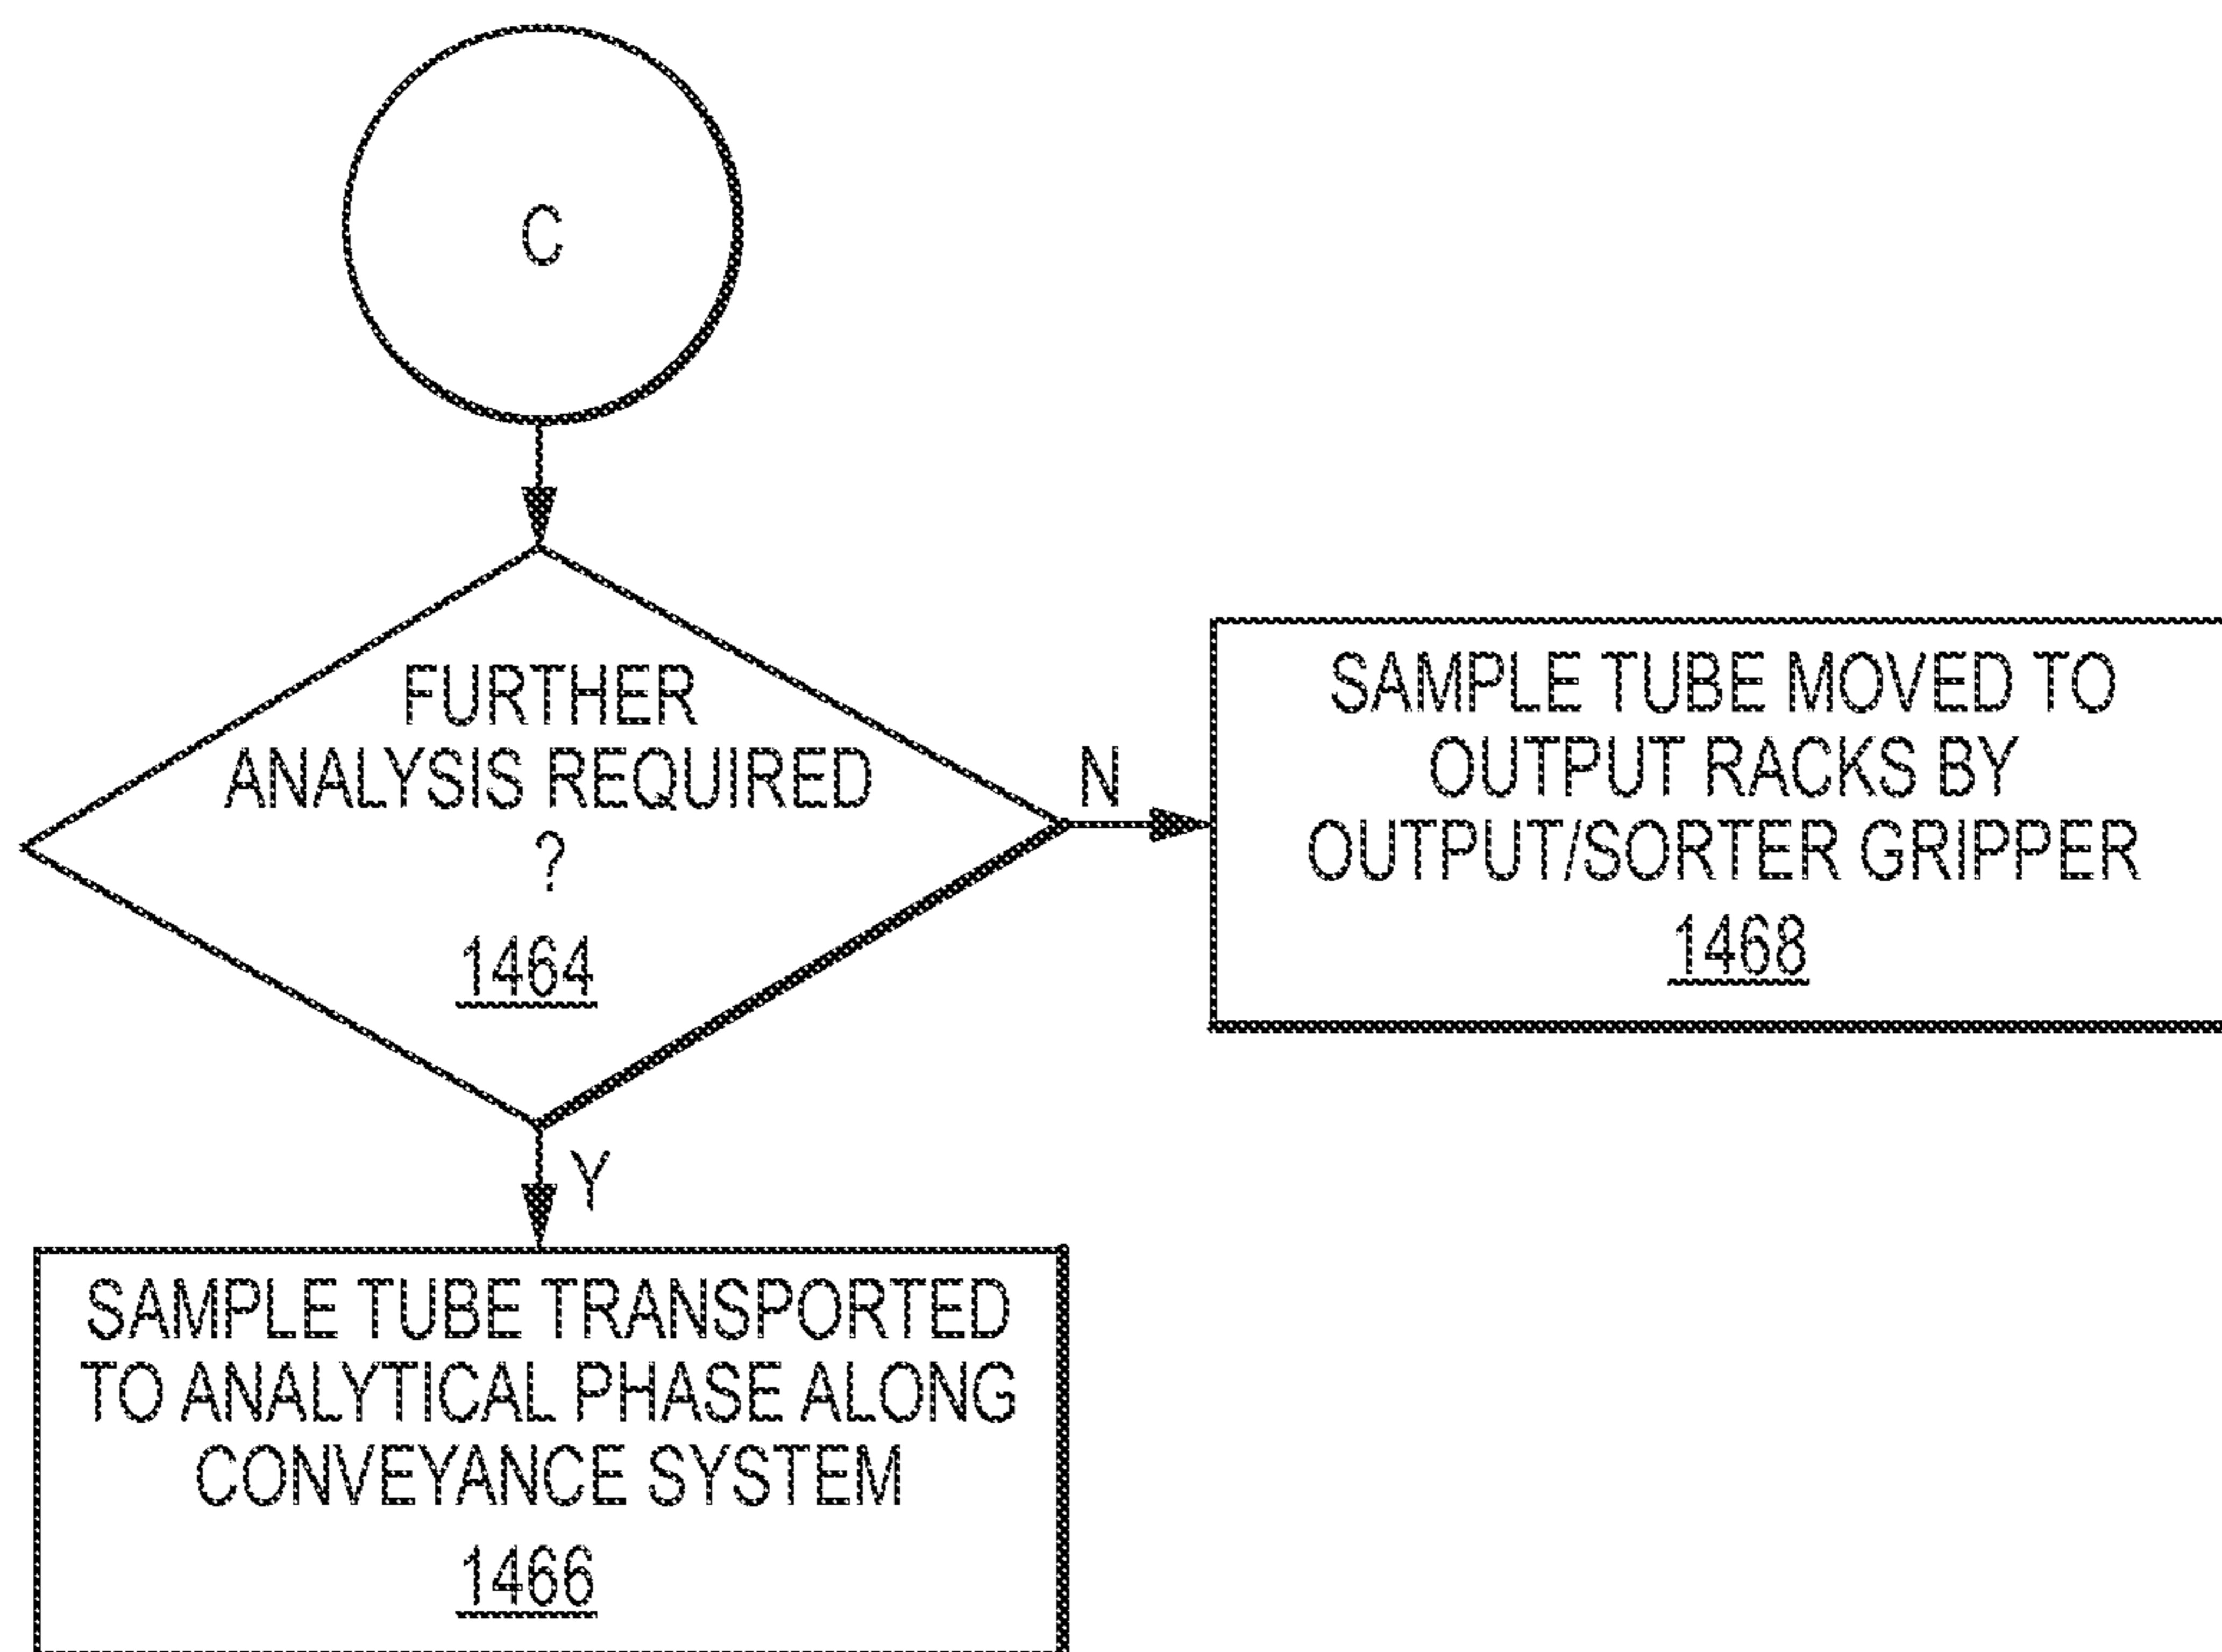 C
FURTHER
ANALYSIS REQUIRED
?
1464
N
SAMPLE TUBE MOVED TO
OUTPUT RACKS BY
OUTPUT/SORTER GRIPPER
1468
Y
SAMPLE TUBE TRANSPORTED
TO ANALYTICAL PHASE ALONG
CONVEYANCE SYSTEM
1466